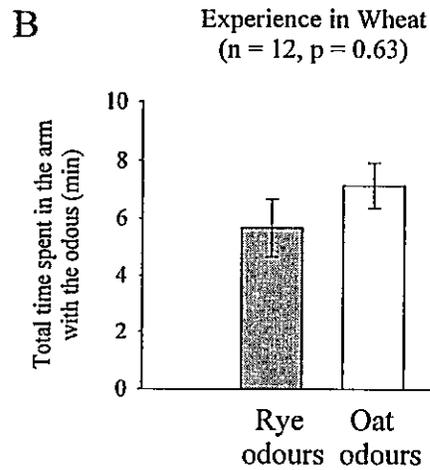 B
Experience in Wheat
(n = 12, p = 0.63)
Total time spent in the arm
with the odous (min)
10
8
6
4
2
0
Rye
odours
Oat
odours